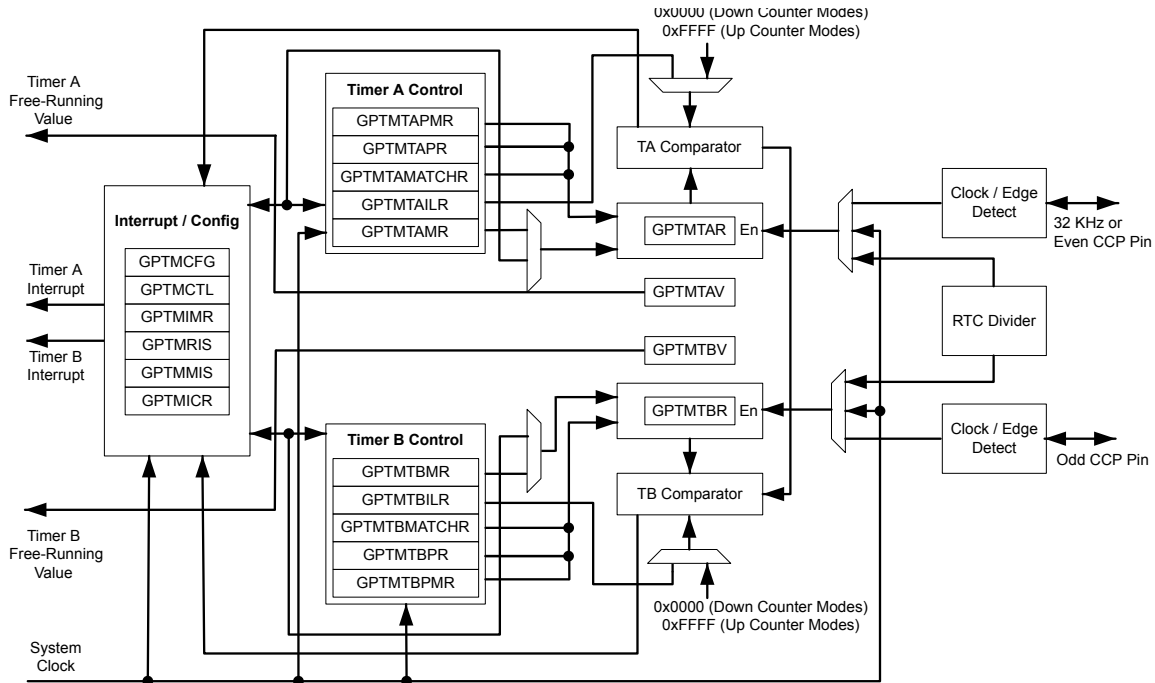 0x0000 (Down Counter Modes)
0xFFFF (Up Counter Modes)
Timer A
Free-Running
Value
Timer A Control
GPTMTAPMR
GPTMTAPR
GPTMTAMATCHR
GPTMTAILR
GPTMTAMR
TA Comparator
Clock / Edge
Detect
32 KHz or
Even CCP Pin
Interrupt / Config
GPTMCFG
GPTMCTL
GPTMIMR
GPTMRIS
GPTMMIS
GPTMICR
GPTMTAR
En
Timer A
Interrupt
Timer B
Interrupt
GPTMTAV
RTC Divider
GPTMTBV
GPTMTBR
En
Timer B Control
GPTMTBMR
GPTMTBILR
GPTMTBMATCHR
GPTMTBPR
GPTMTBPMR
TB Comparator
Clock / Edge
Detect
Odd CCP Pin
Timer B
Free-Running
Value
0x0000 (Down Counter Modes)
0xFFFF (Up Counter Modes)
System
Clock